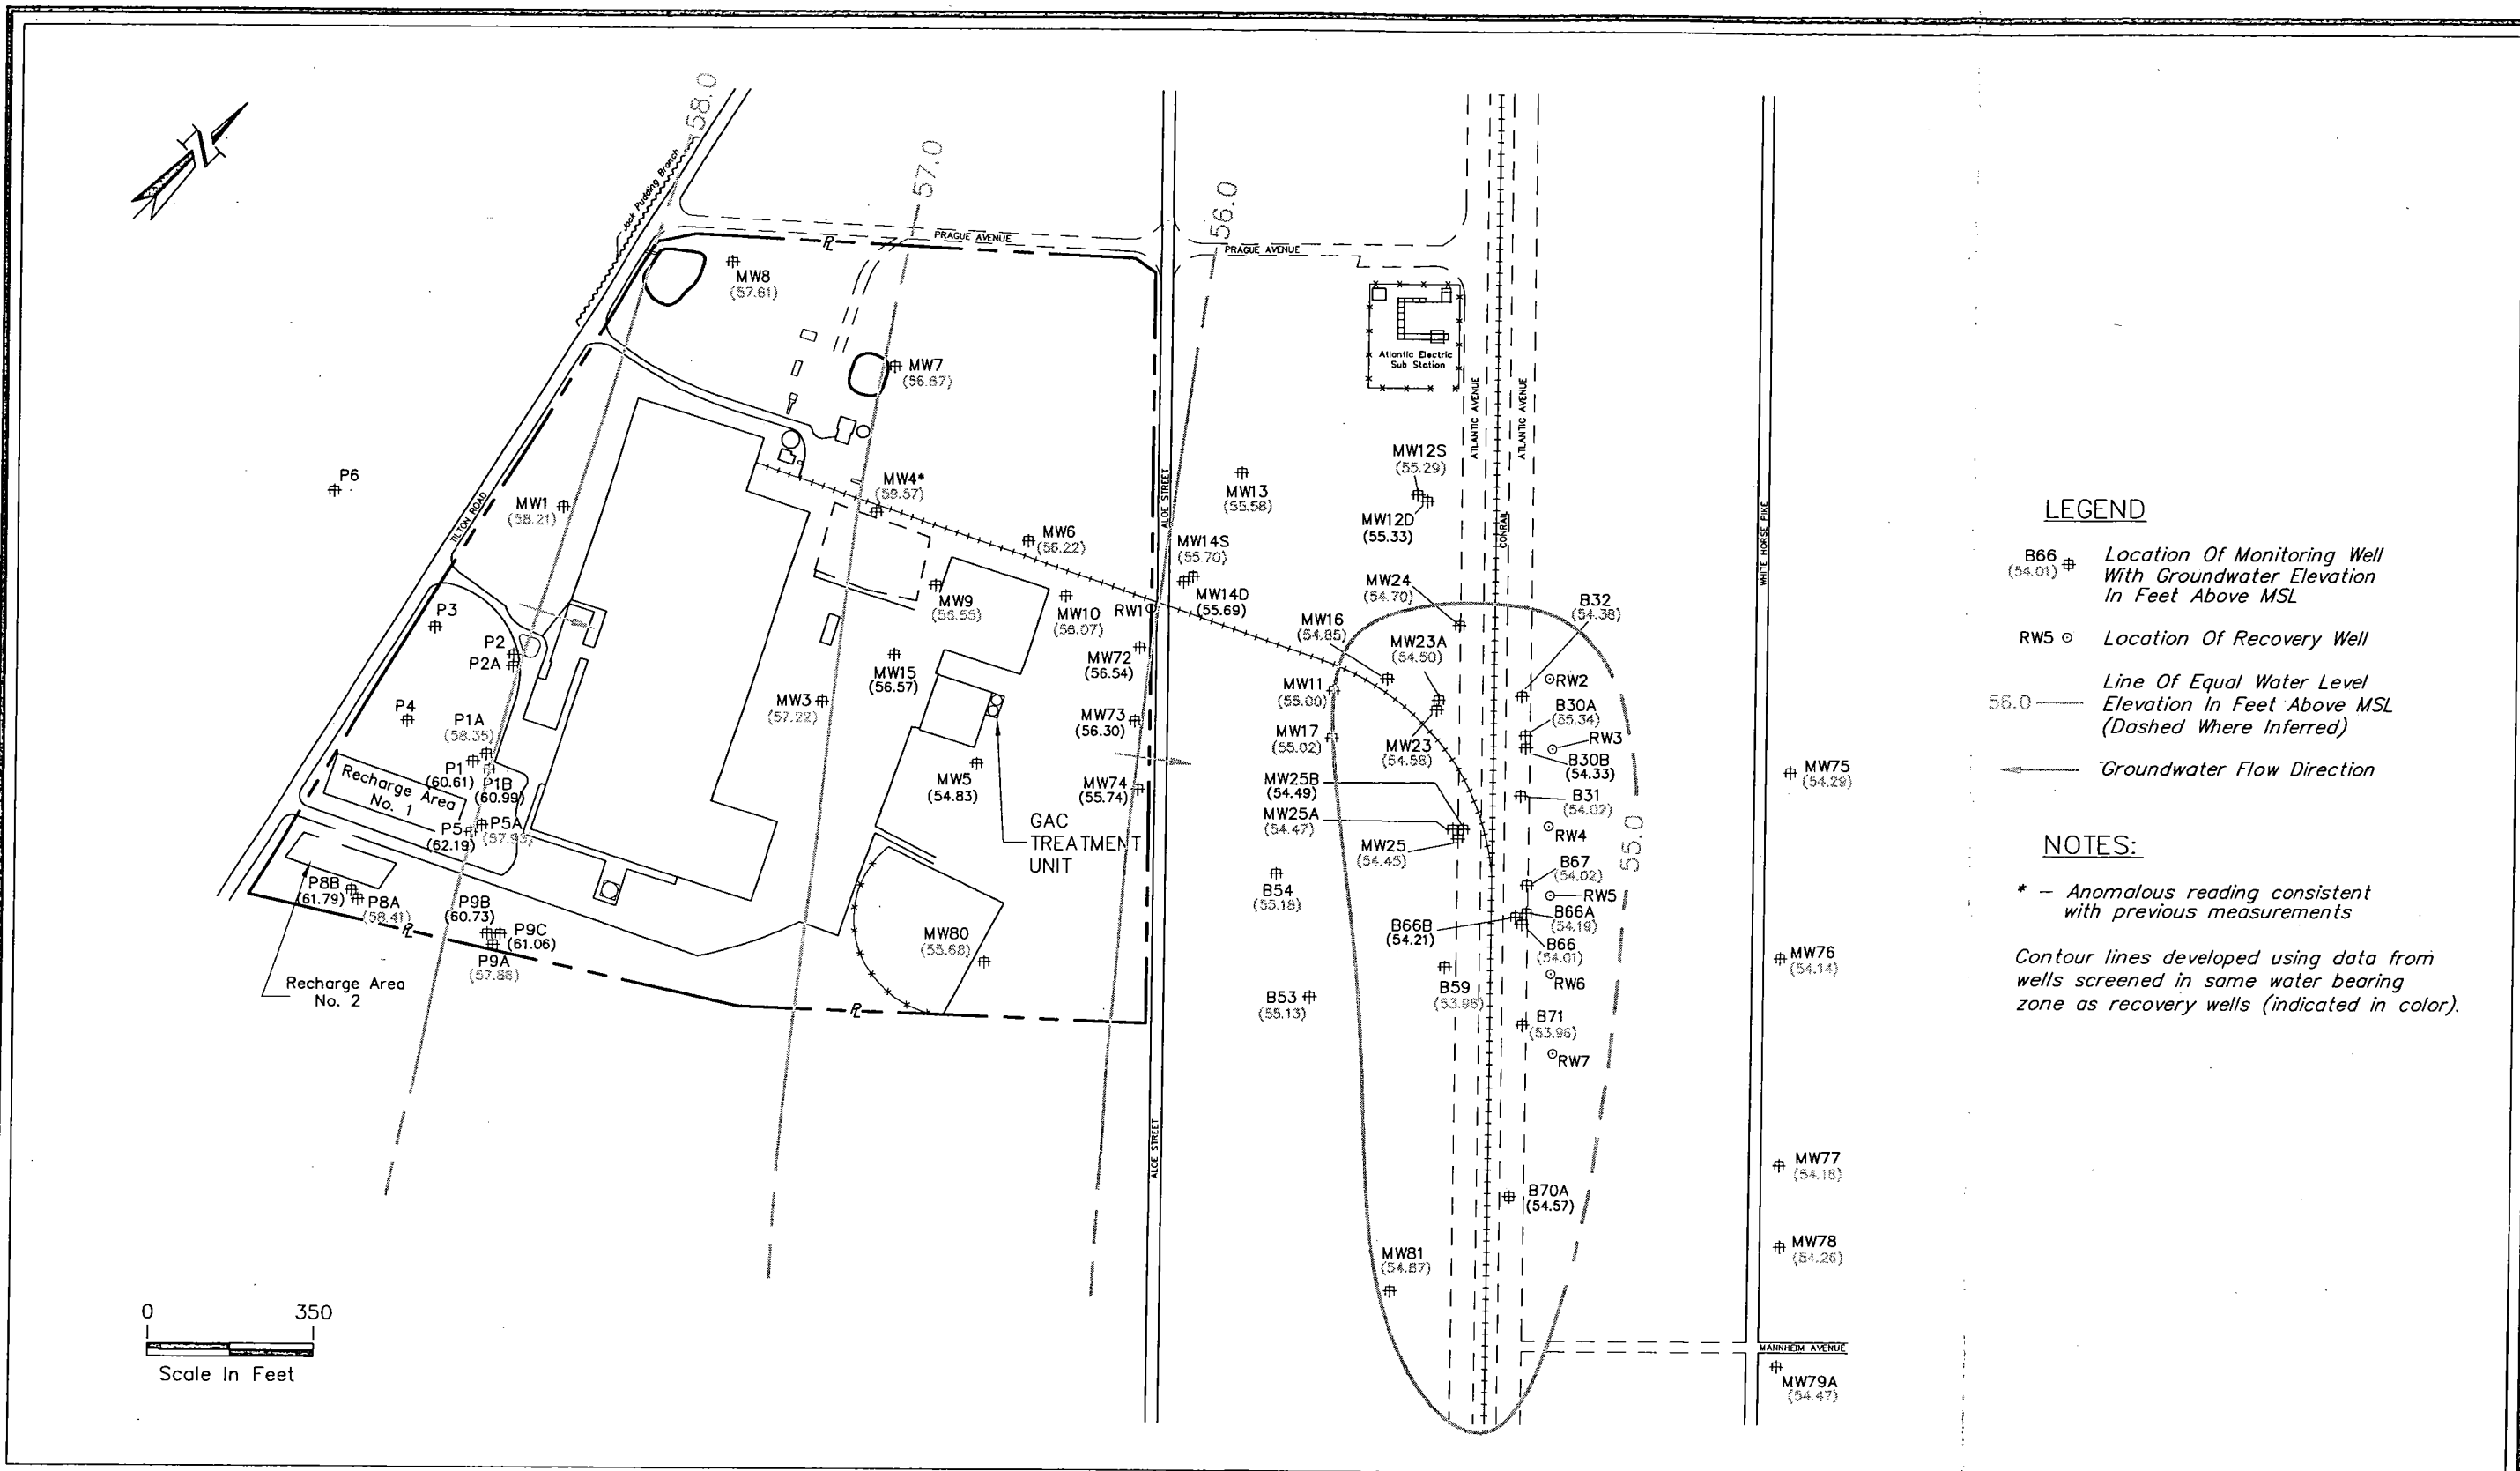 58.0
57.0
56.0
N
Jack Pudding Branch
PRAGUE AVENUE
PRAGUE AVENUE
MW8
(57.61)
MW7
(56.87)
Atlantic Electric
Sub Station
ATLANTIC AVENUE
ATLANTIC AVENUE
CONRAIL
WHITE HORSE PIKE
TILTON ROAD
ALOE STREET
ALOE STREET
P6
MW1
(58.21)
MW4*
(59.57)
MW6
(56.22)
MW13
(55.58)
MW12S
(55.29)
MW12D
(55.33)
MW14S
(55.70)
MW14D
(55.69)
RW1
MW9
(56.55)
MW10
(56.07)
MW24
(54.70)
MW16
(54.85)
MW23A
(54.50)
B32
(54.38)
RW2
P3
P2
P2A
MW15
(56.57)
MW72
(56.54)
MW3
(57.22)
MW11
(55.00)
B30A
(55.34)
RW3
B30B
(54.33)
P4
P1A
(58.35)
MW73
(56.30)
MW17
(55.02)
MW23
(54.58)
P1
(60.61)
P1B
(60.99)
Recharge Area
No. 1
MW5
(54.83)
MW74
(55.74)
MW25B
(54.49)
MW25A
(54.47)
MW25
(54.45)
B31
(54.02)
RW4
55.0
MW75
(54.29)
P5
(62.19)
P5A
(57.93)
GAC
TREATMENT
UNIT
B67
(54.02)
RW5
B54
(55.18)
P8B
(61.79)
P8A
(58.41)
P9B
(60.73)
P9C
(61.06)
P9A
(57.86)
Recharge Area
No. 2
MW80
(55.68)
B66B
(54.21)
B66A
(54.19)
B66
(54.01)
RW6
B59
(53.96)
B53
(55.13)
B71
(53.96)
RW7
MW76
(54.14)
MW77
(54.18)
B70A
(54.57)
MW81
(54.87)
MW78
(54.26)
MANNHEIM AVENUE
MW79A
(54.47)
0 350
Scale In Feet
LEGEND
B66
(54.01)
Location Of Monitoring Well
With Groundwater Elevation
In Feet Above MSL
RW5
Location Of Recovery Well
56.0
Line Of Equal Water Level
Elevation In Feet Above MSL
(Dashed Where Inferred)
Groundwater Flow Direction
NOTES:
* – Anomalous reading consistent
with previous measurements
Contour lines developed using data from
wells screened in same water bearing
zone as recovery wells (indicated in color).